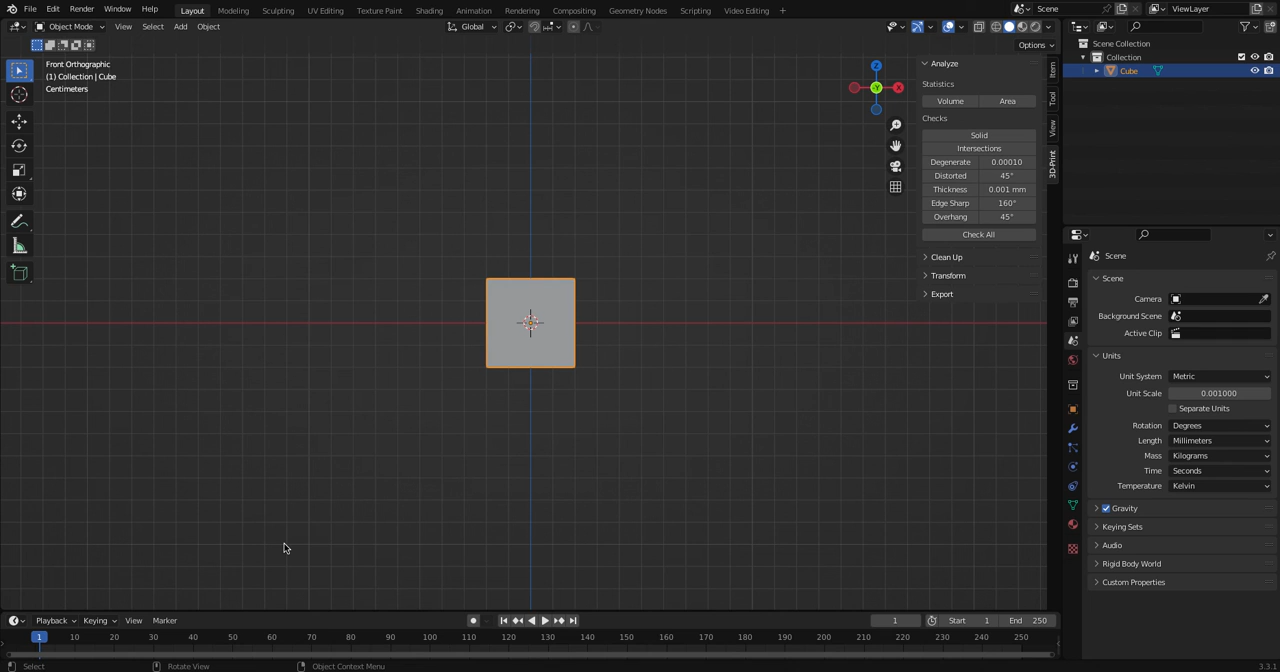 File Edit Render Window Help Layout Modeling Sculpting UV Editing Texture Paint Shading Animation Rendering Compositing Geometry Nodes Scripting Video Editing + Scene ViewLayer
Object Mode View Select Add Object Global
Options
Front Orthographic
(1) Collection | Cube
Centimeters
Z
X
-Y
Item
Tool
View
3D-Print
Analyze
Statistics
Volume Area
Checks
Solid
Intersections
Degenerate 0.00010
Distorted 45°
Thickness 0.001 mm
Edge Sharp 160°
Overhang 45°
Check All
Clean Up
Transform
Export
Scene Collection
Collection
Cube
Scene
Scene
Camera
Background Scene
Active Clip
Units
Unit System Metric
Unit Scale 0.001000
Separate Units
Rotation Degrees
Length Millimeters
Mass Kilograms
Time Seconds
Temperature Kelvin
Gravity
Keying Sets
Audio
Rigid Body World
Custom Properties
Playback Keying View Marker 1 Start 1 End 250
1 10 20 30 40 50 60 70 80 90 100 110 120 130 140 150 160 170 180 190 200 210 220 230 240 250
Select Rotate View Object Context Menu 3.3.1